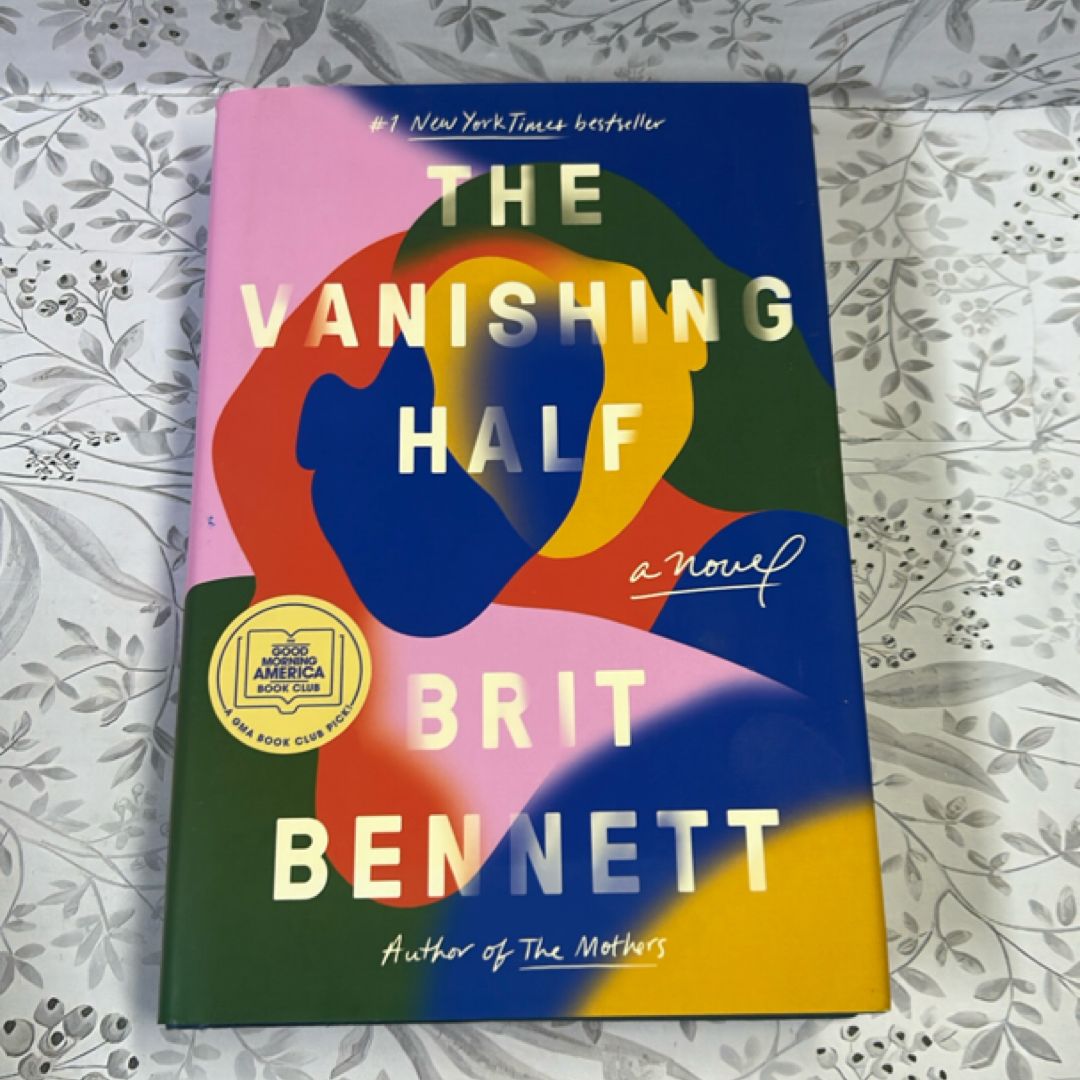 #1 New York Times bestseller
THE
VANISHING
HALF
a novel
GOOD
MORNING
AMERICA
BOOK CLUB
A GMA BOOK CLUB PICK!
BRIT
BENNETT
Author of The Mothers